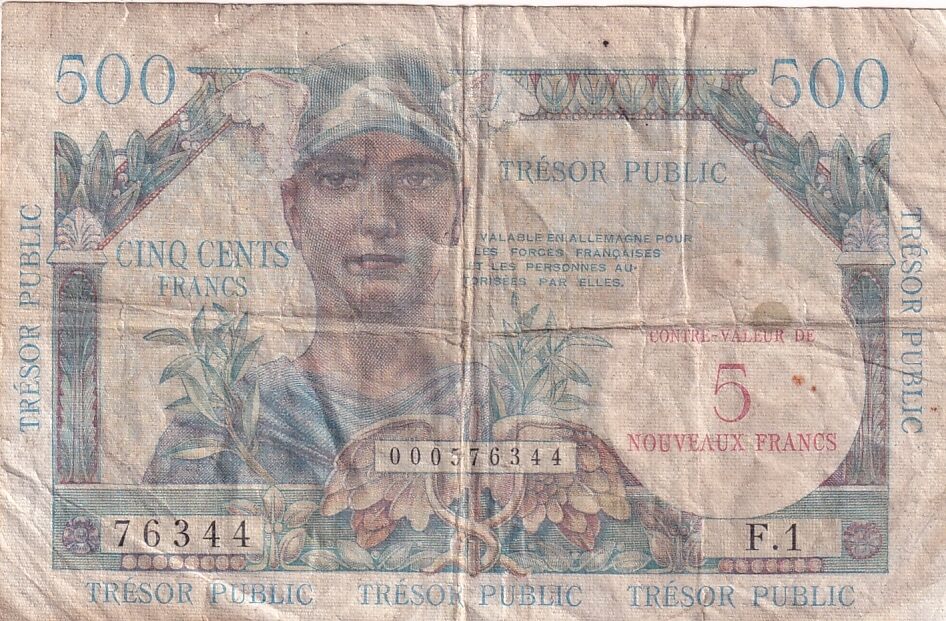 500
500
TRÉSOR PUBLIC
CINQ CENTS
FRANCS
VALABLE EN ALLEMAGNE POUR
LES FORCES FRANÇAISES
ET LES PERSONNES AU-
TORISÉES PAR ELLES.
TRÉSOR PUBLIC
TRÉSOR PUBLIC
CONTRE-VALEUR DE
5
NOUVEAUX FRANCS
000376344
76344
F.1
TRÉSOR PUBLIC TRÉSOR PUBLIC TRÉSOR PUBLIC